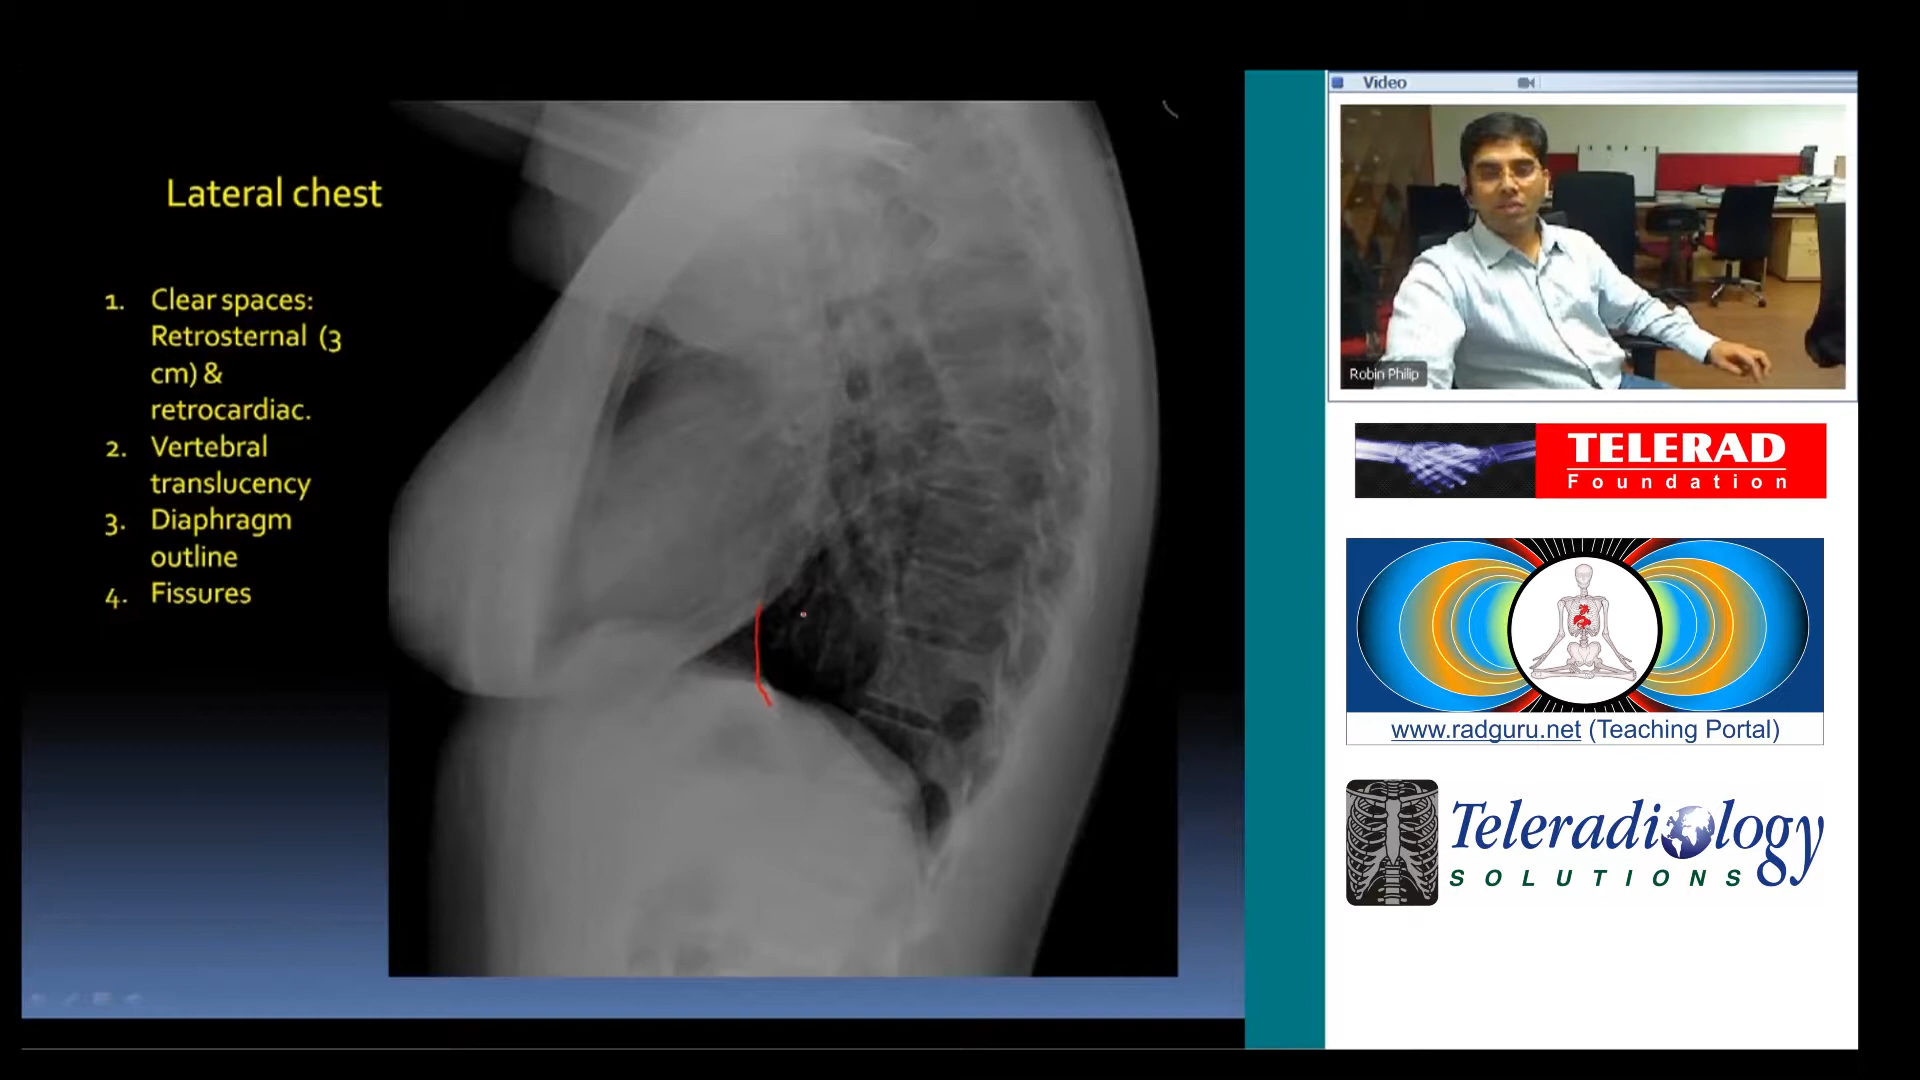 Lateral chest
1. Clear spaces:
Retrosternal (3
cm) &
retrocardiac.
2. Vertebral
translucency
3. Diaphragm
outline
4. Fissures
Video
Robin Philip
TELERAD
Foundation
www.radguru.net (Teaching Portal)
Teleradiology
SOLUTIONS